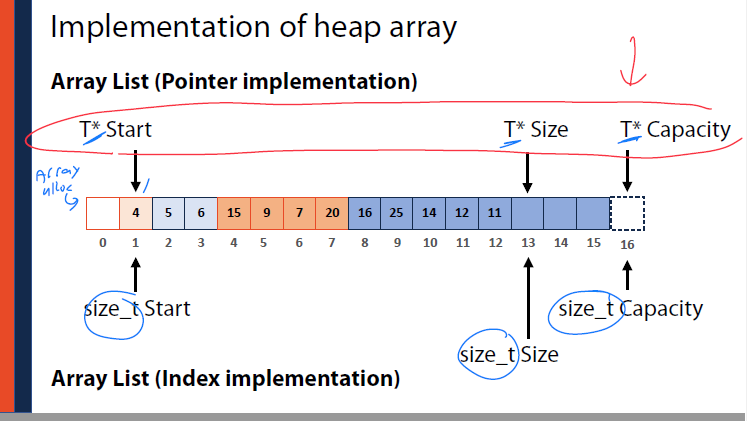 Implementation of heap array
Array List (Pointer implementation)
T* Start T* Size T* Capacity
Array
alloc
4 5 6 15 9 7 20 16 25 14 12 11
0 1 2 3 4 5 6 7 8 9 10 11 12 13 14 15 16
size_t Start size_t Capacity
size_t Size
Array List (Index implementation)